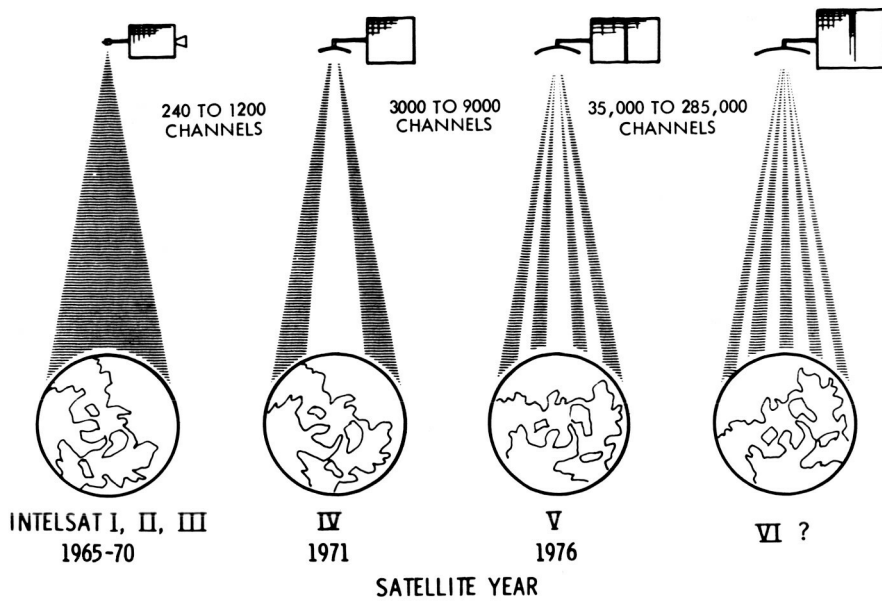 240 TO 1200
CHANNELS
3000 TO 9000
CHANNELS
35,000 TO 285,000
CHANNELS
INTELSAT I, II, III
1965-70
IV
1971
V
1976
VI ?
SATELLITE YEAR